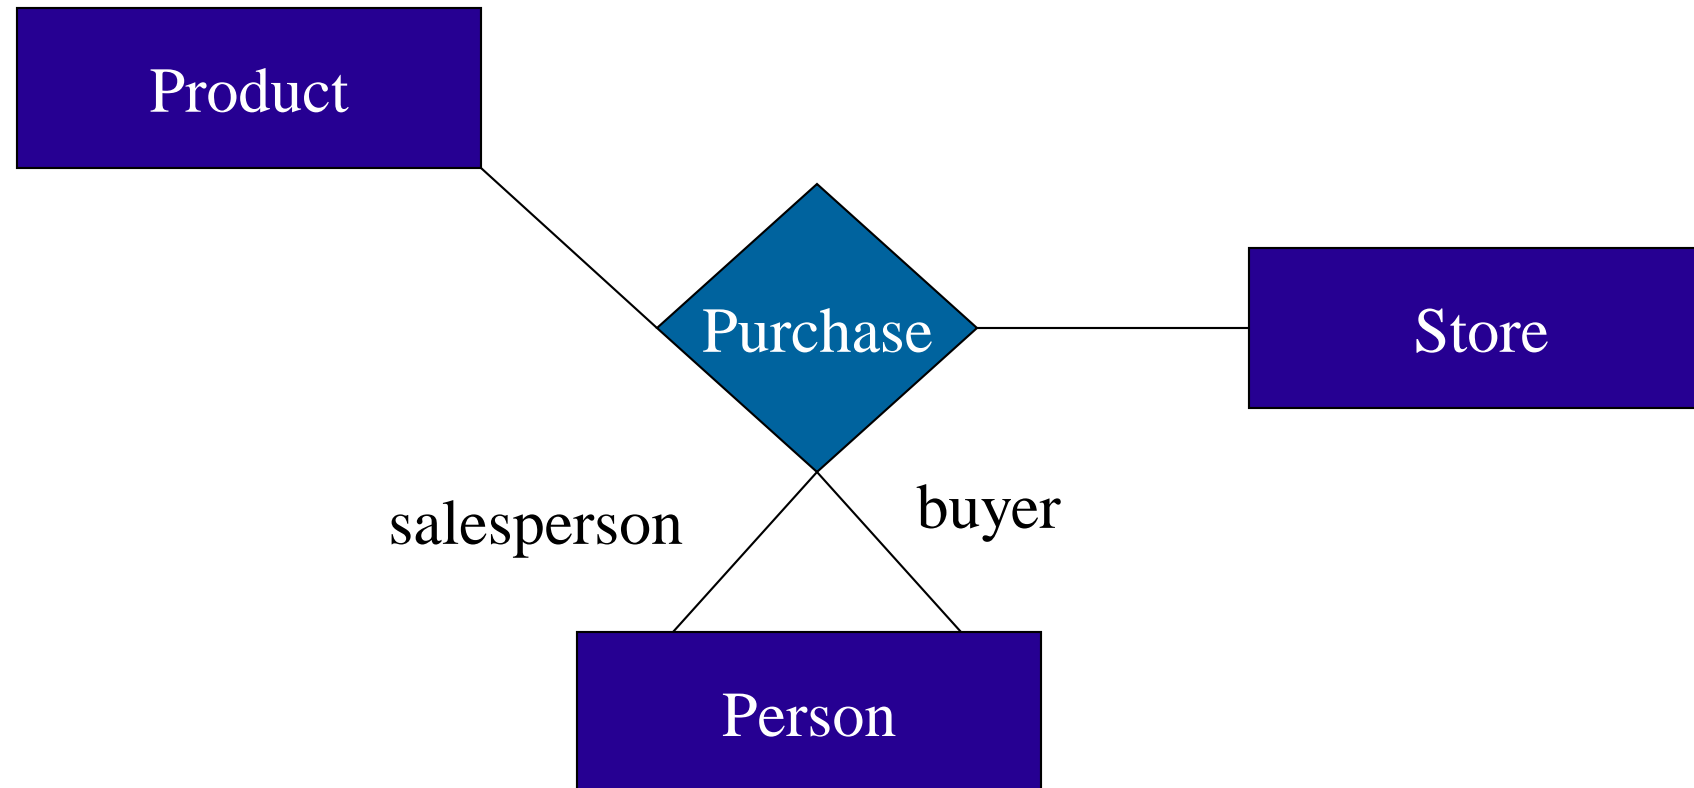 Product
Purchase
Store
salesperson
buyer
Person